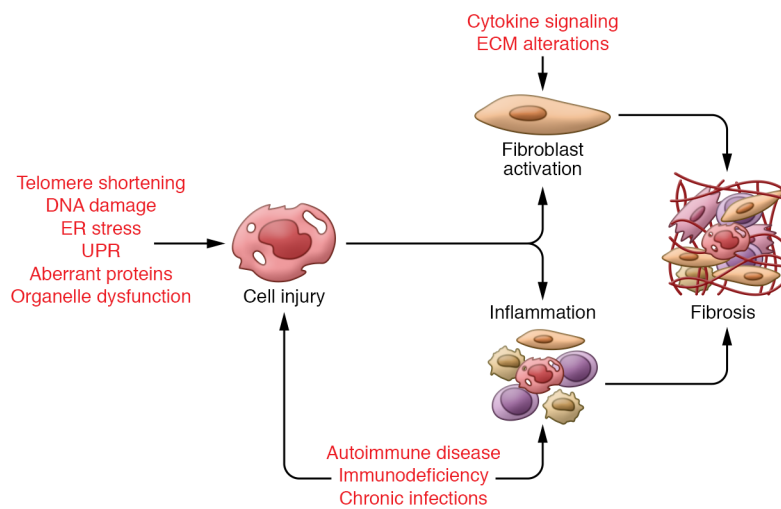 Cytokine signaling
ECM alterations
Fibroblast
activation
Telomere shortening
DNA damage
ER stress
UPR
Aberrant proteins
Organelle dysfunction
Cell injury
Inflammation
Fibrosis
Autoimmune disease
Immunodeficiency
Chronic infections